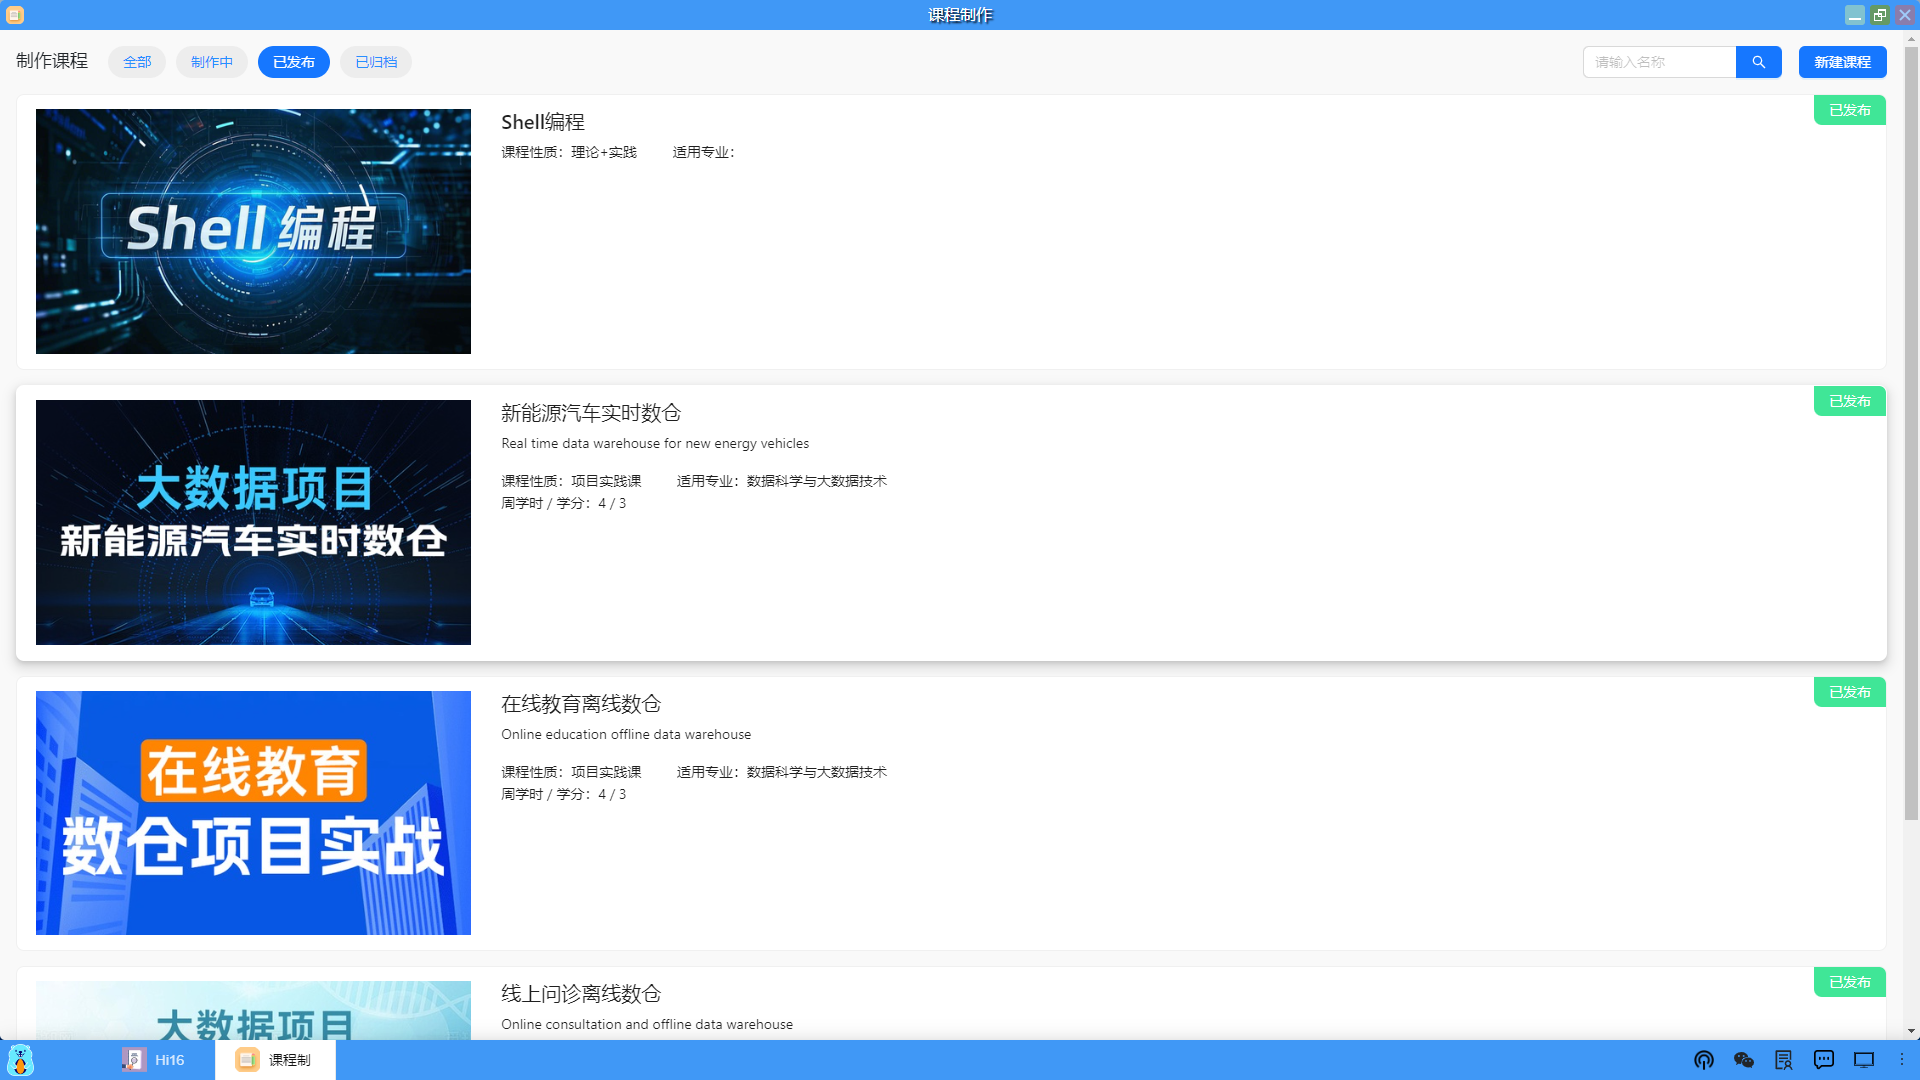 课程制作
制作课程
全部
制作中
已发布
已归档
请输入名称
新建课程
已发布
Shell编程
Shell编程
课程性质：理论+实践
适用专业：
已发布
大数据项目
新能源汽车实时数仓
新能源汽车实时数仓
Real time data warehouse for new energy vehicles
课程性质：项目实践课
适用专业：数据科学与大数据技术
周学时 / 学分：4 / 3
已发布
在线教育
数仓项目实战
在线教育离线数仓
Online education offline data warehouse
课程性质：项目实践课
适用专业：数据科学与大数据技术
周学时 / 学分：4 / 3
已发布
大数据项目
线上问诊离线数仓
Online consultation and offline data warehouse
Hi16
课程制